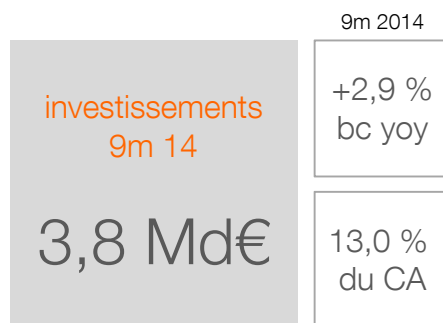 9m 2014
investissements
9m 14
3,8 Md€
+2,9 %
bc yoy
13,0 %
du CA